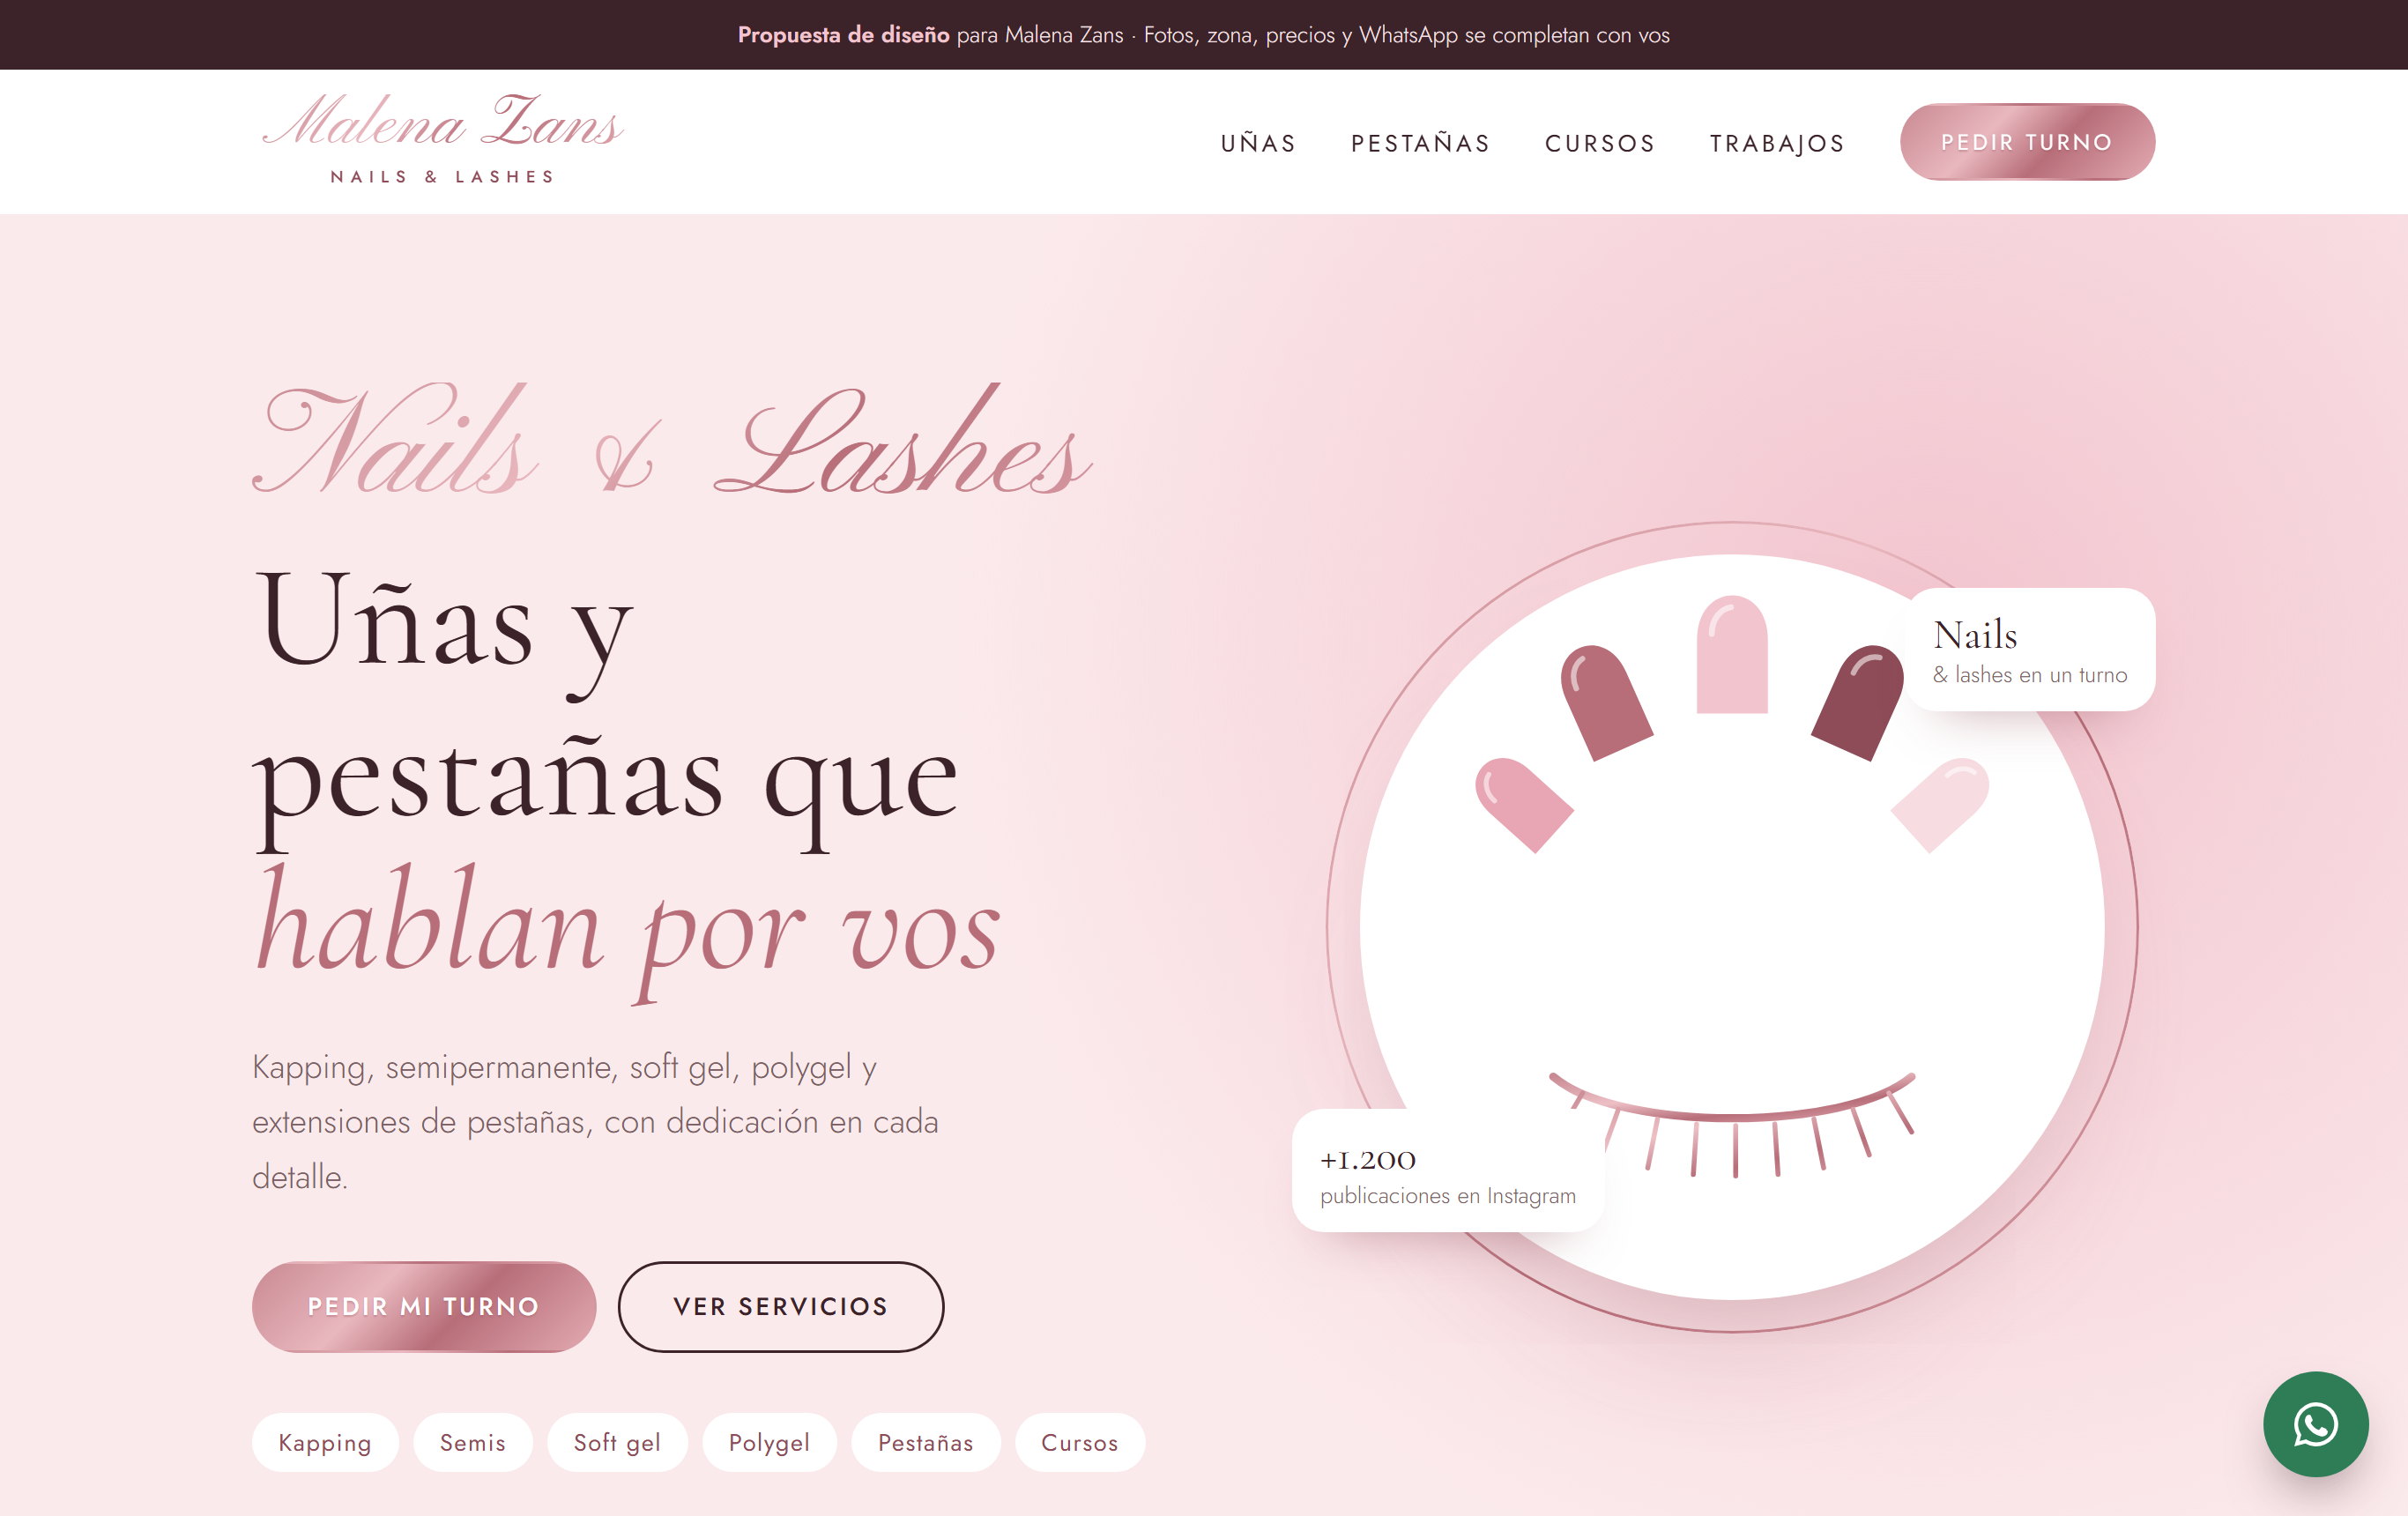 Propuesta de diseño para Malena Zans · Fotos, zona, precios y WhatsApp se completan con vos
Malena Zans
NAILS & LASHES
UÑAS
PESTAÑAS
CURSOS
TRABAJOS
PEDIR TURNO
Nails & Lashes
Uñas y
pestañas que
hablan por vos
Kapping, semipermanente, soft gel, polygel y
extensiones de pestañas, con dedicación en cada
detalle.
PEDIR MI TURNO
VER SERVICIOS
Kapping
Semis
Soft gel
Polygel
Pestañas
Cursos
Nails
& lashes en un turno
+1.200
publicaciones en Instagram